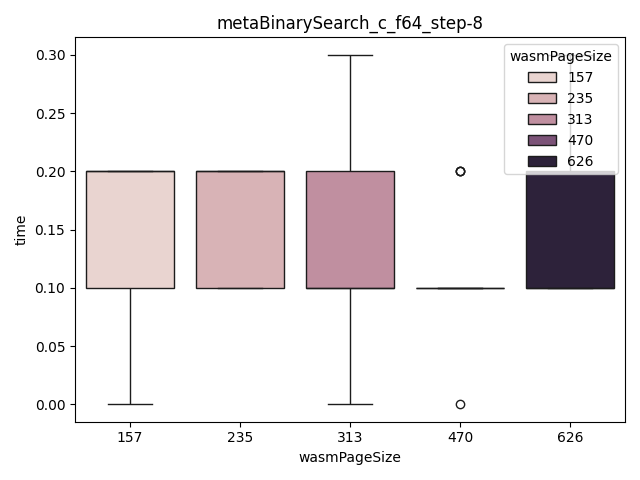 metaBinarySearch_c_f64_step-8
wasmPageSize
157
235
313
470
626
0.30
0.25
0.20
0.15
0.10
0.05
0.00
time
157 235 313 470 626
wasmPageSize